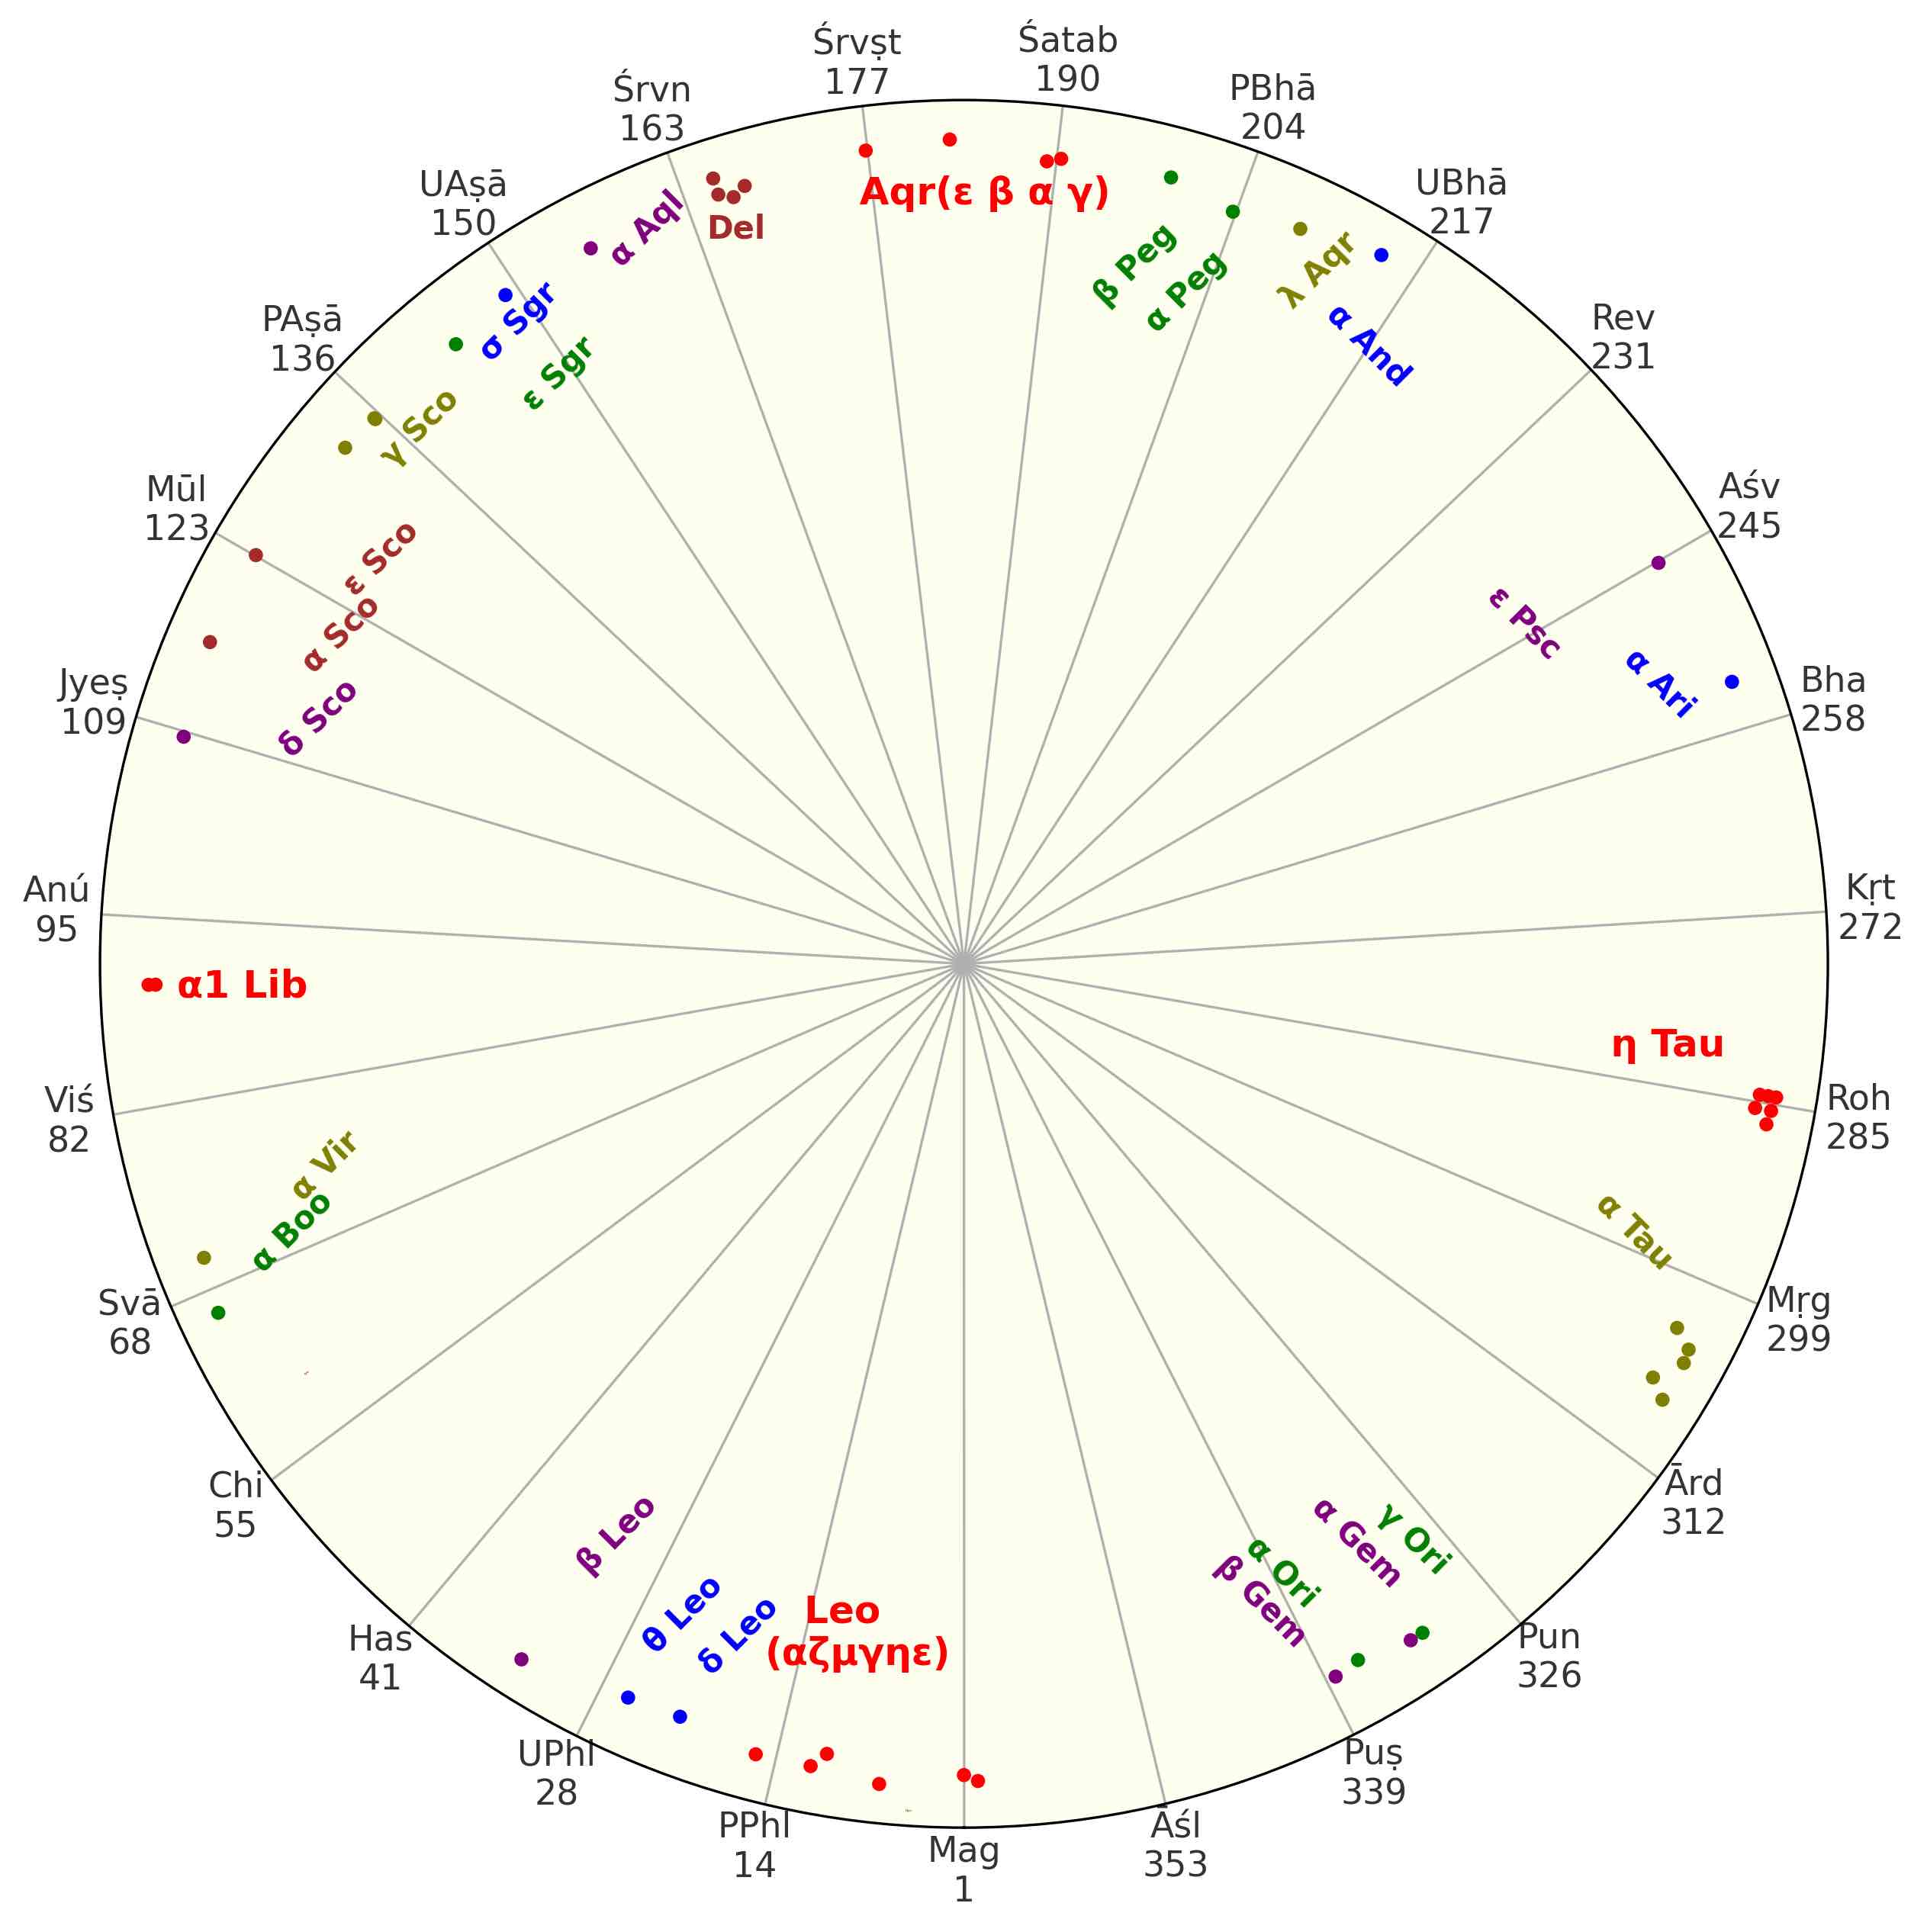 Śrvṣt
177
Śatab
190
PBhā
204
UBhā
217
Rev
231
Aśv
245
Bha
258
Kṛt
272
Roh
285
Mṛg
299
Ārd
312
Pun
326
Puṣ
339
Āśl
353
Mag
1
PPhl
14
UPhl
28
Has
41
Chi
55
Svā
68
Viś
82
Anú
95
Jyeṣ
109
Mūl
123
PAṣā
136
UAṣā
150
Śrvn
163
Aqr(ε β α γ)
β Peg
α Peg
λ Aqr
α And
ε Psc
α Ari
η Tau
α Tau
γ Ori
α Gem
α Ori
β Gem
Leo
(αζμγηε)
δ Leo
θ Leo
β Leo
α Boo
α Vir
α1 Lib
δ Sco
α Sco
ε Sco
γ Sco
ε Sgr
σ Sgr
α Aql
Del